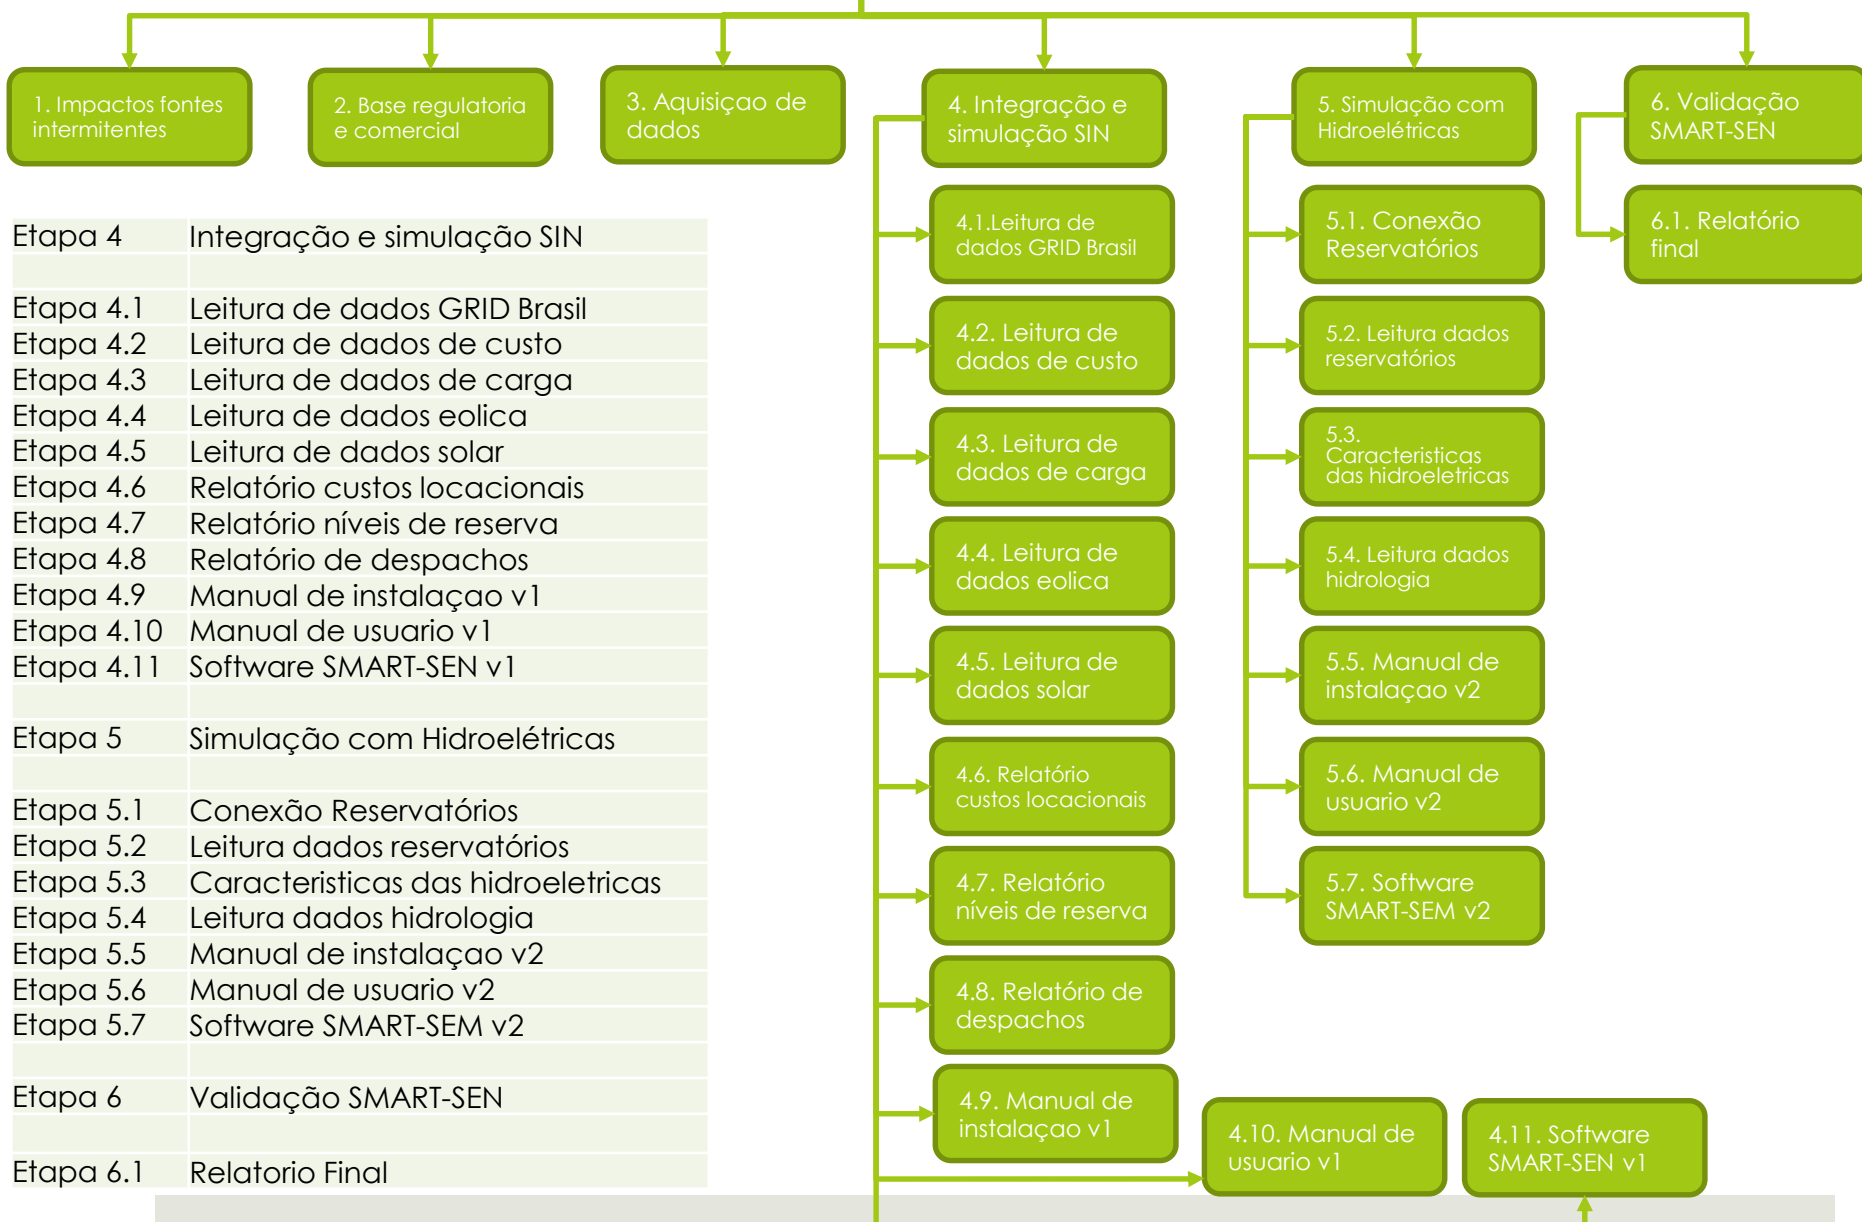 1. Impactos fontes
intermitentes
2. Base regulatoria
e comercial
3. Aquisiçao de
dados
4. Integração e
simulação SIN
5. Simulação com
Hidroelétricas
6. Validação
SMART-SEN
Etapa 4 Integração e simulação SIN
Etapa 4.1 Leitura de dados GRID Brasil
Etapa 4.2 Leitura de dados de custo
Etapa 4.3 Leitura de dados de carga
Etapa 4.4 Leitura de dados eolica
Etapa 4.5 Leitura de dados solar
Etapa 4.6 Relatório custos locacionais
Etapa 4.7 Relatório níveis de reserva
Etapa 4.8 Relatório de despachos
Etapa 4.9 Manual de instalaçao v1
Etapa 4.10 Manual de usuario v1
Etapa 4.11 Software SMART-SEN v1
Etapa 5 Simulação com Hidroelétricas
Etapa 5.1 Conexão Reservatórios
Etapa 5.2 Leitura dados reservatórios
Etapa 5.3 Caracteristicas das hidroeletricas
Etapa 5.4 Leitura dados hidrologia
Etapa 5.5 Manual de instalaçao v2
Etapa 5.6 Manual de usuario v2
Etapa 5.7 Software SMART-SEM v2
Etapa 6 Validação SMART-SEN
Etapa 6.1 Relatorio Final
4.1.Leitura de
dados GRID Brasil
4.2. Leitura de
dados de custo
4.3. Leitura de
dados de carga
4.4. Leitura de
dados eolica
4.5. Leitura de
dados solar
4.6. Relatório
custos locacionais
4.7. Relatório
níveis de reserva
4.8. Relatório de
despachos
4.9. Manual de
instalaçao v1
4.10. Manual de
usuario v1
4.11. Software
SMART-SEN v1
5.1. Conexão
Reservatórios
5.2. Leitura dados
reservatórios
5.3.
Caracteristicas
das hidroeletricas
5.4. Leitura dados
hidrologia
5.5. Manual de
instalaçao v2
5.6. Manual de
usuario v2
5.7. Software
SMART-SEM v2
6.1. Relatório
final